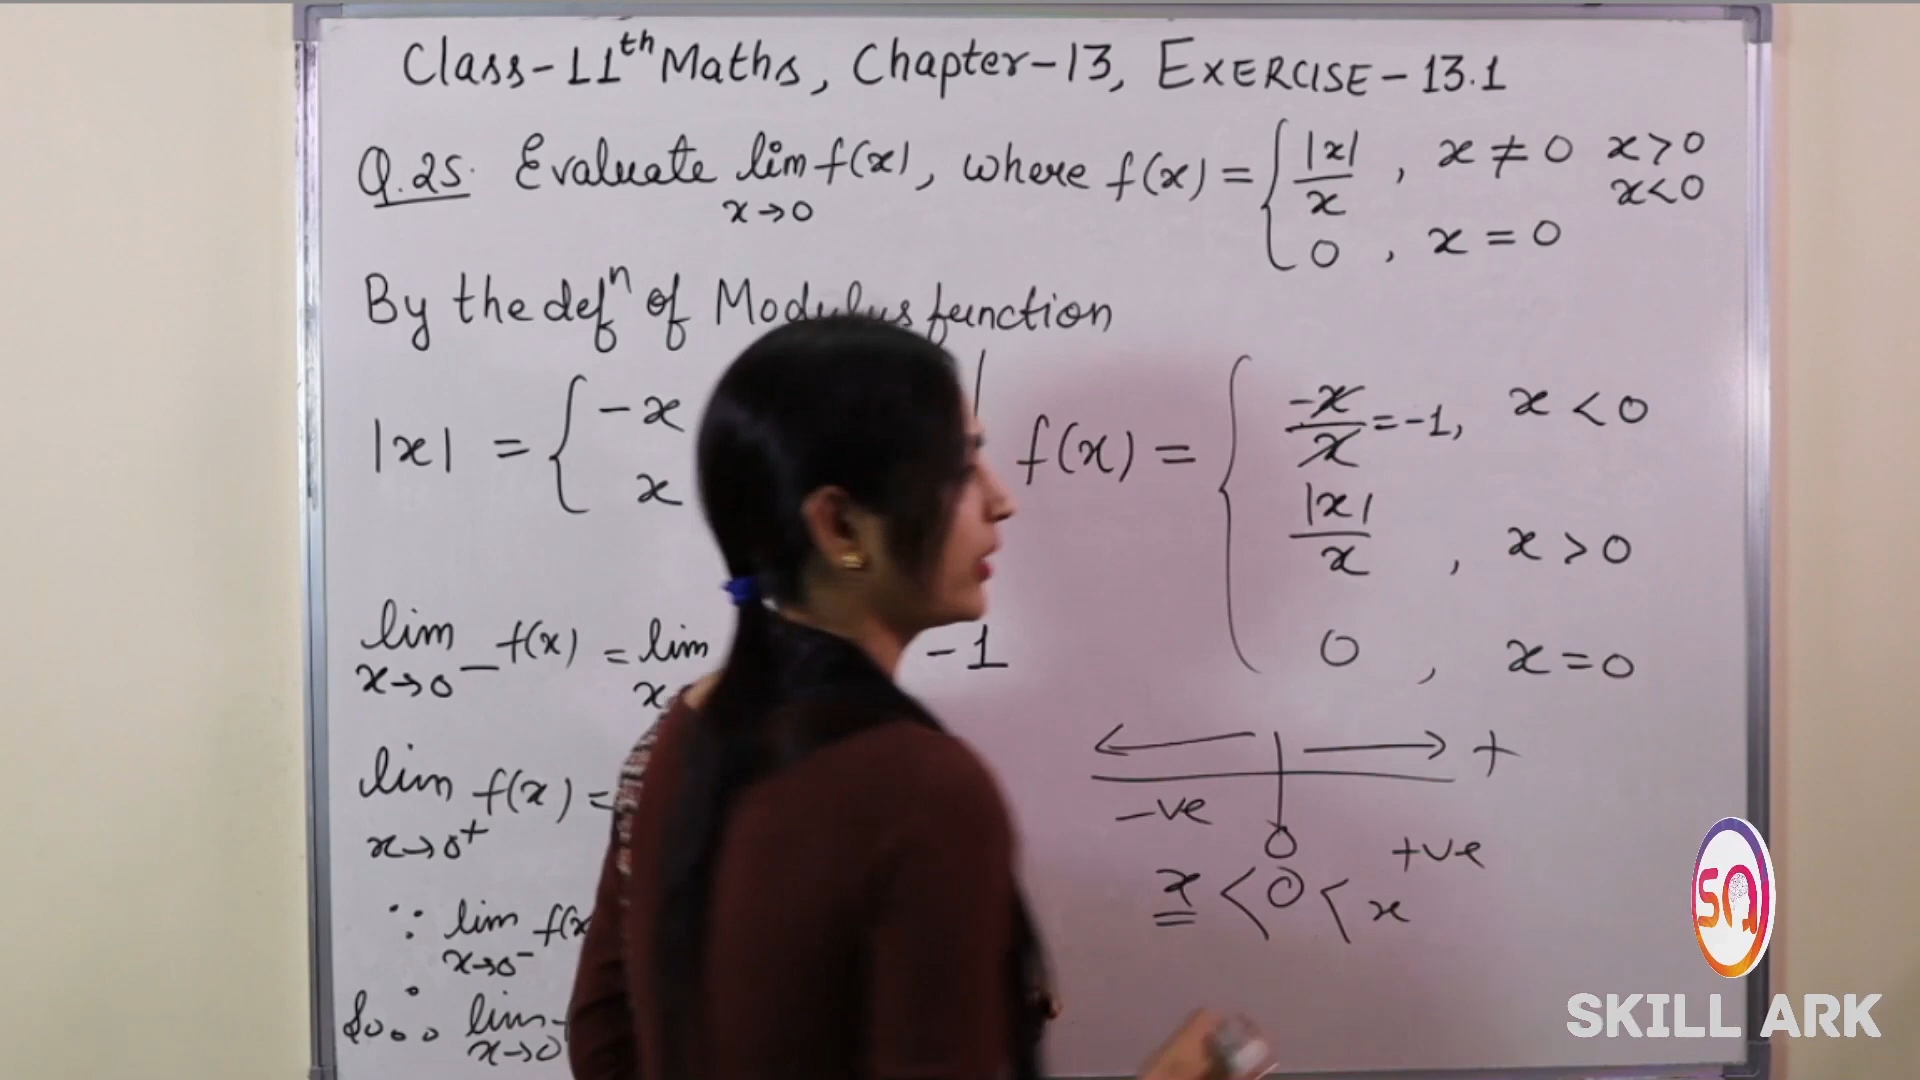 Class-11th Maths, Chapter-13, EXERCISE-13.1
Q.25. Evaluate lim f(x), where f(x) = { |x|/x , x ≠ 0 x>0
x→0 x<0
0 , x = 0
By the defn of Modulus function
|x| = { -x
x
f(x) = { -x/x = -1, x < 0
|x|/x , x > 0
0 , x = 0
lim f(x) = lim -1
x→0⁻ x
lim f(x) =
x→0⁺
∵ lim f(x
x→0⁻
So ∴ lim
x→0
← → +
-ve 0 +ve
x < 0 < x
SΩ
SKILL ARK